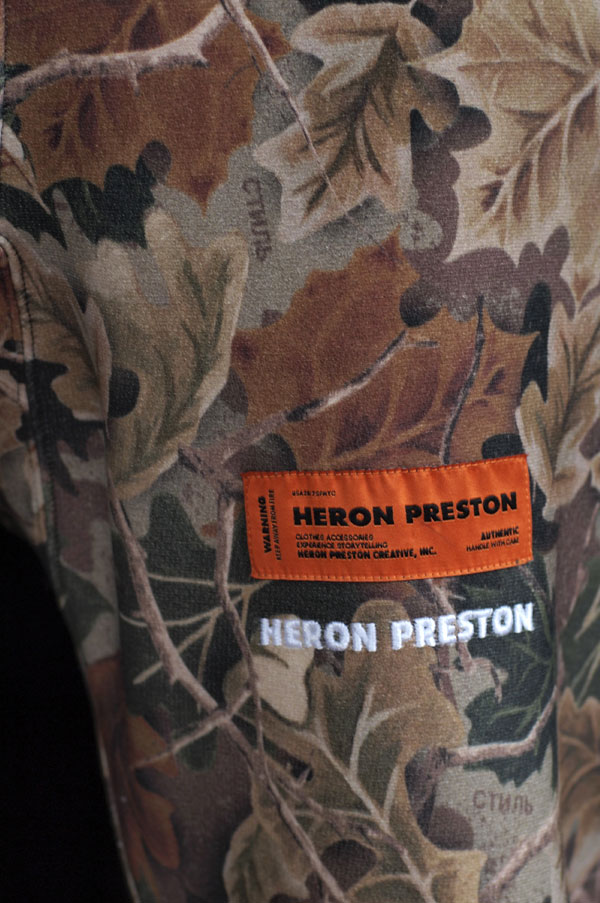 СТИЛЬ
WARNING
KEEP AWAY FROM FIRE
HERON PRESTON
CLOTHES ACCESSORIES
EXPERIENCE STORYTELLING
HERON PRESTON CREATIVE, INC.
AUTHENTIC
HANDLE WITH CARE
HERON PRESTON
СТИЛЬ